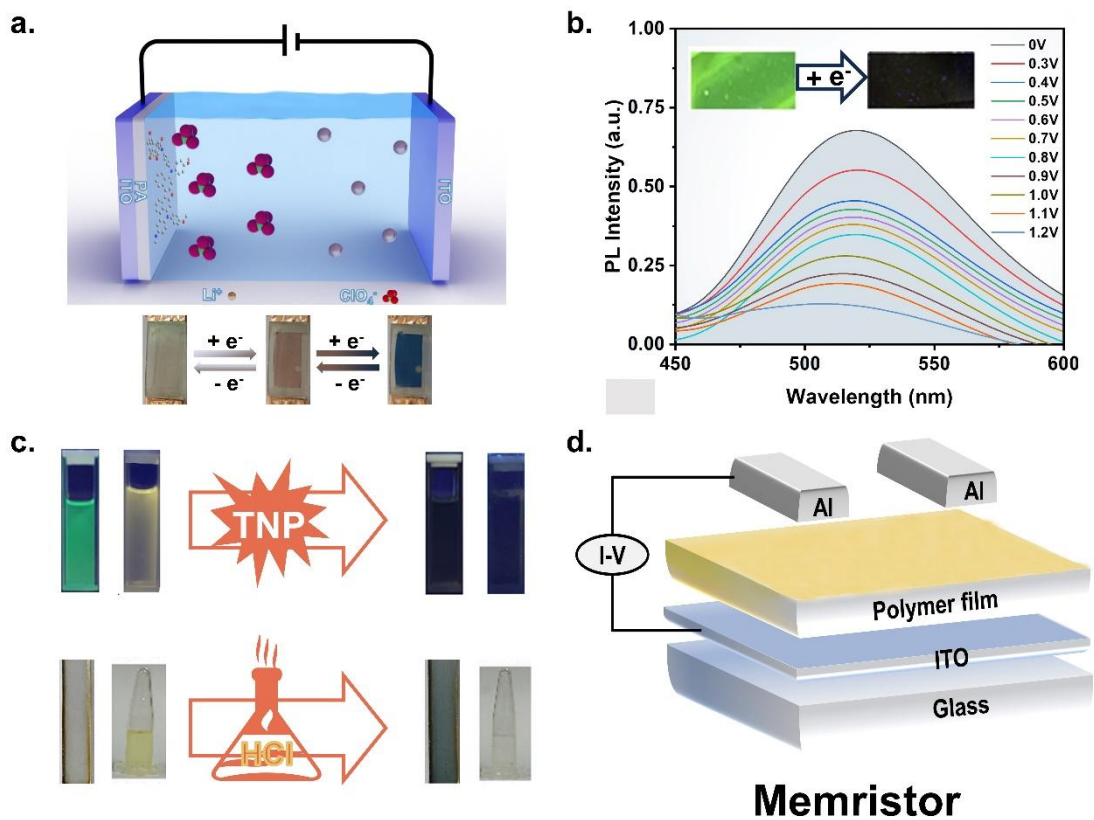 a.
ITO
PA
ITO
Li⁺
ClO₄⁻
+ e⁻
- e⁻
+ e⁻
- e⁻
b.
PL Intensity (a.u.)
1.00
0.75
0.50
0.25
0.00
450
500
550
600
Wavelength (nm)
+ e⁻
0V
0.3V
0.4V
0.5V
0.6V
0.7V
0.8V
0.9V
1.0V
1.1V
1.2V
c.
TNP
HCl
d.
Al
Al
I-V
Polymer film
ITO
Glass
Memristor